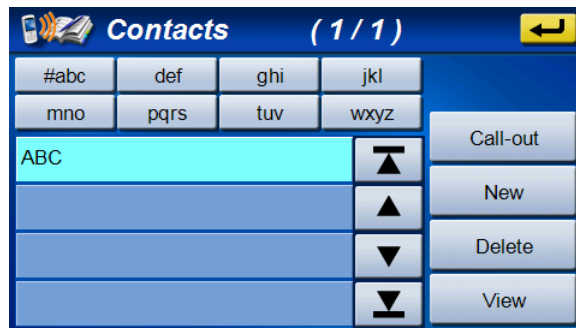 Contacts (1/1)
#abc def ghi jkl
mno pqrs tuv wxyz
ABC
Call-out
New
Delete
View